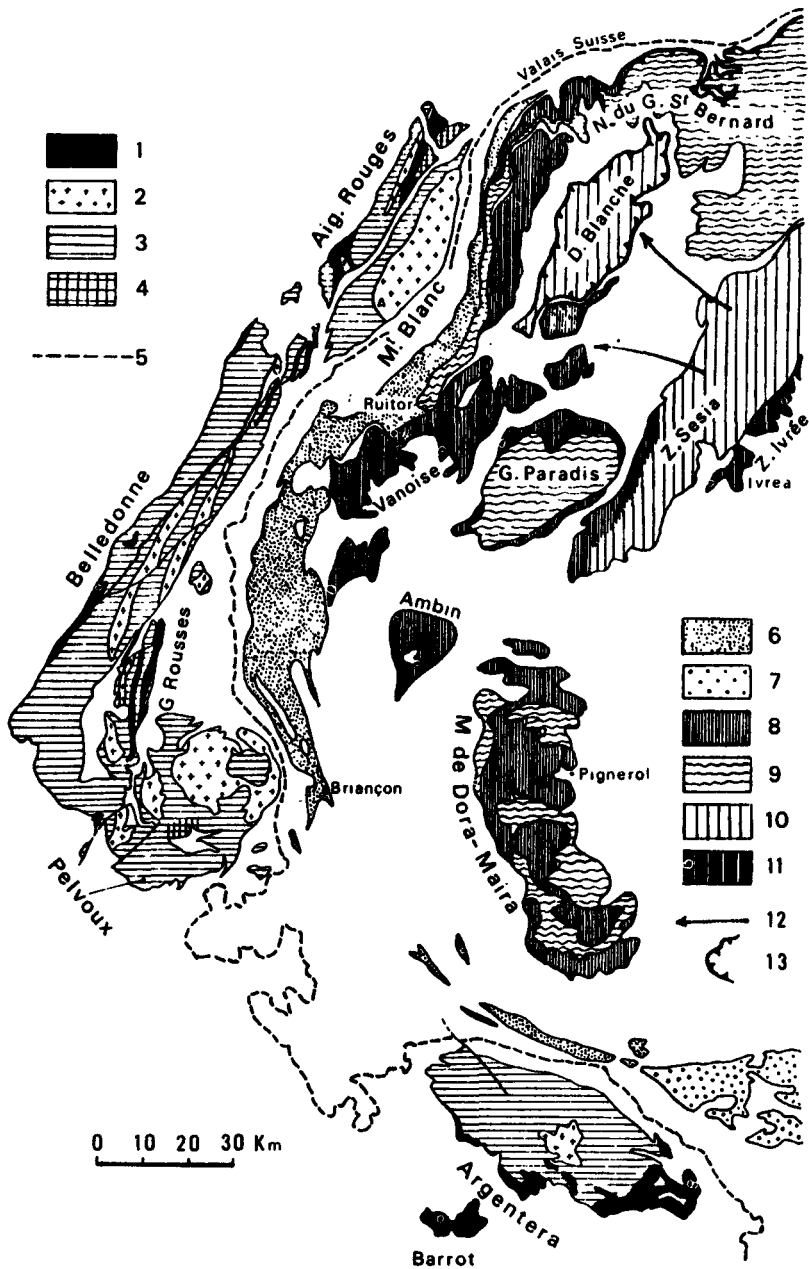 Valais Suisse
N. du G. St Bernard
1
2
3
4
5
Aig. Rouges
D. Blanche
Mt Blanc
Ruitor
Z. Sesia
Z. Ivrée
Ivrea
Vanoise
G. Paradis
Belledonne
Ambin
G Rousses
6
7
8
9
10
11
12
13
M de Dora-Maira
Pignerol
Briançon
Pelvoux
0 10 20 30 Km
Argentera
Barrot